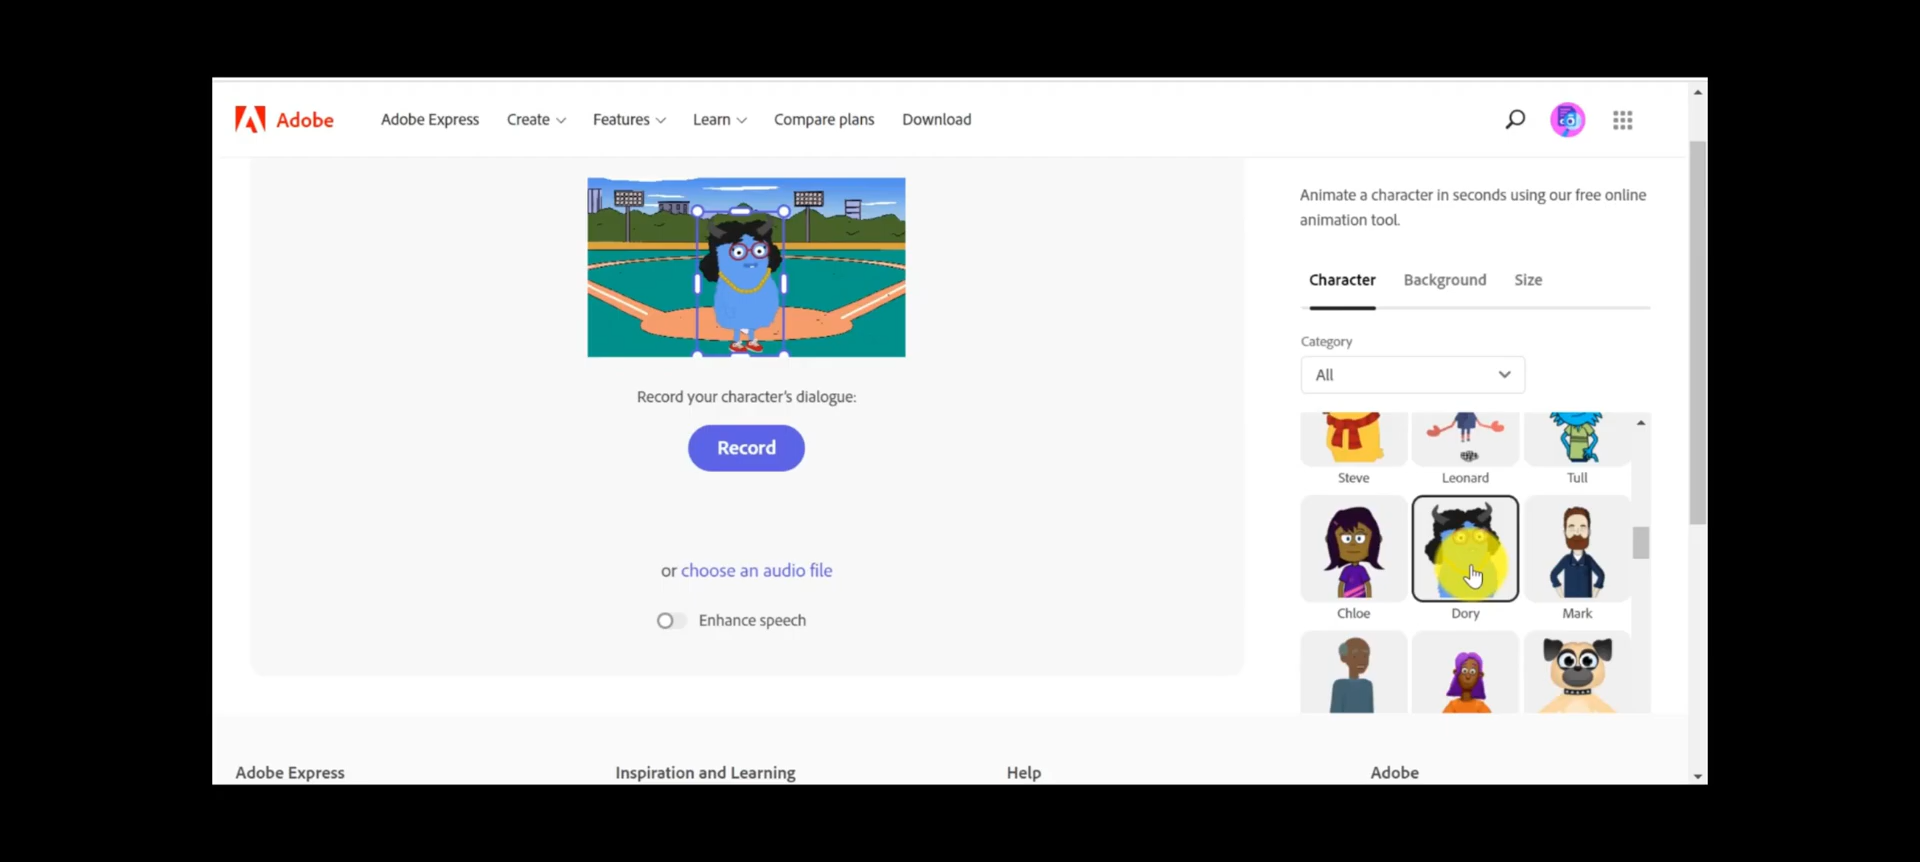 Adobe
Adobe Express
Create
Features
Learn
Compare plans
Download
Animate a character in seconds using our free online
animation tool.
Character
Background
Size
Category
All
Record your character's dialogue:
Record
or choose an audio file
Enhance speech
Steve
Leonard
Tull
Chloe
Dory
Mark
Adobe Express
Inspiration and Learning
Help
Adobe